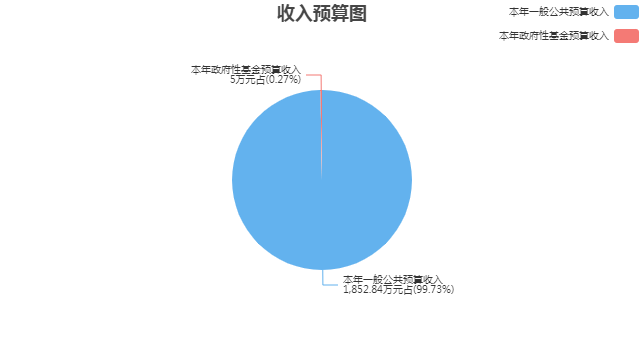 收入预算图
本年一般公共预算收入
本年政府性基金预算收入
本年政府性基金预算收入
5万元占(0.27%)
本年一般公共预算收入
1,852.84万元占(99.73%)